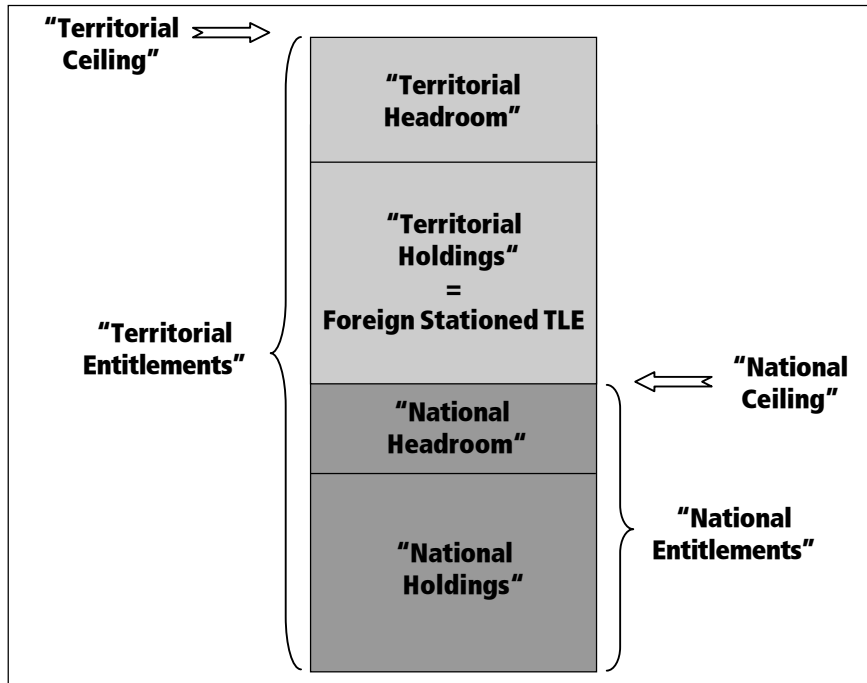 “Territorial
Ceiling”
“Territorial
Headroom”
“Territorial
Holdings“
=
Foreign Stationed TLE
“Territorial
Entitlements”
“National
Ceiling”
“National
Headroom“
“National
Entitlements”
“National
Holdings“